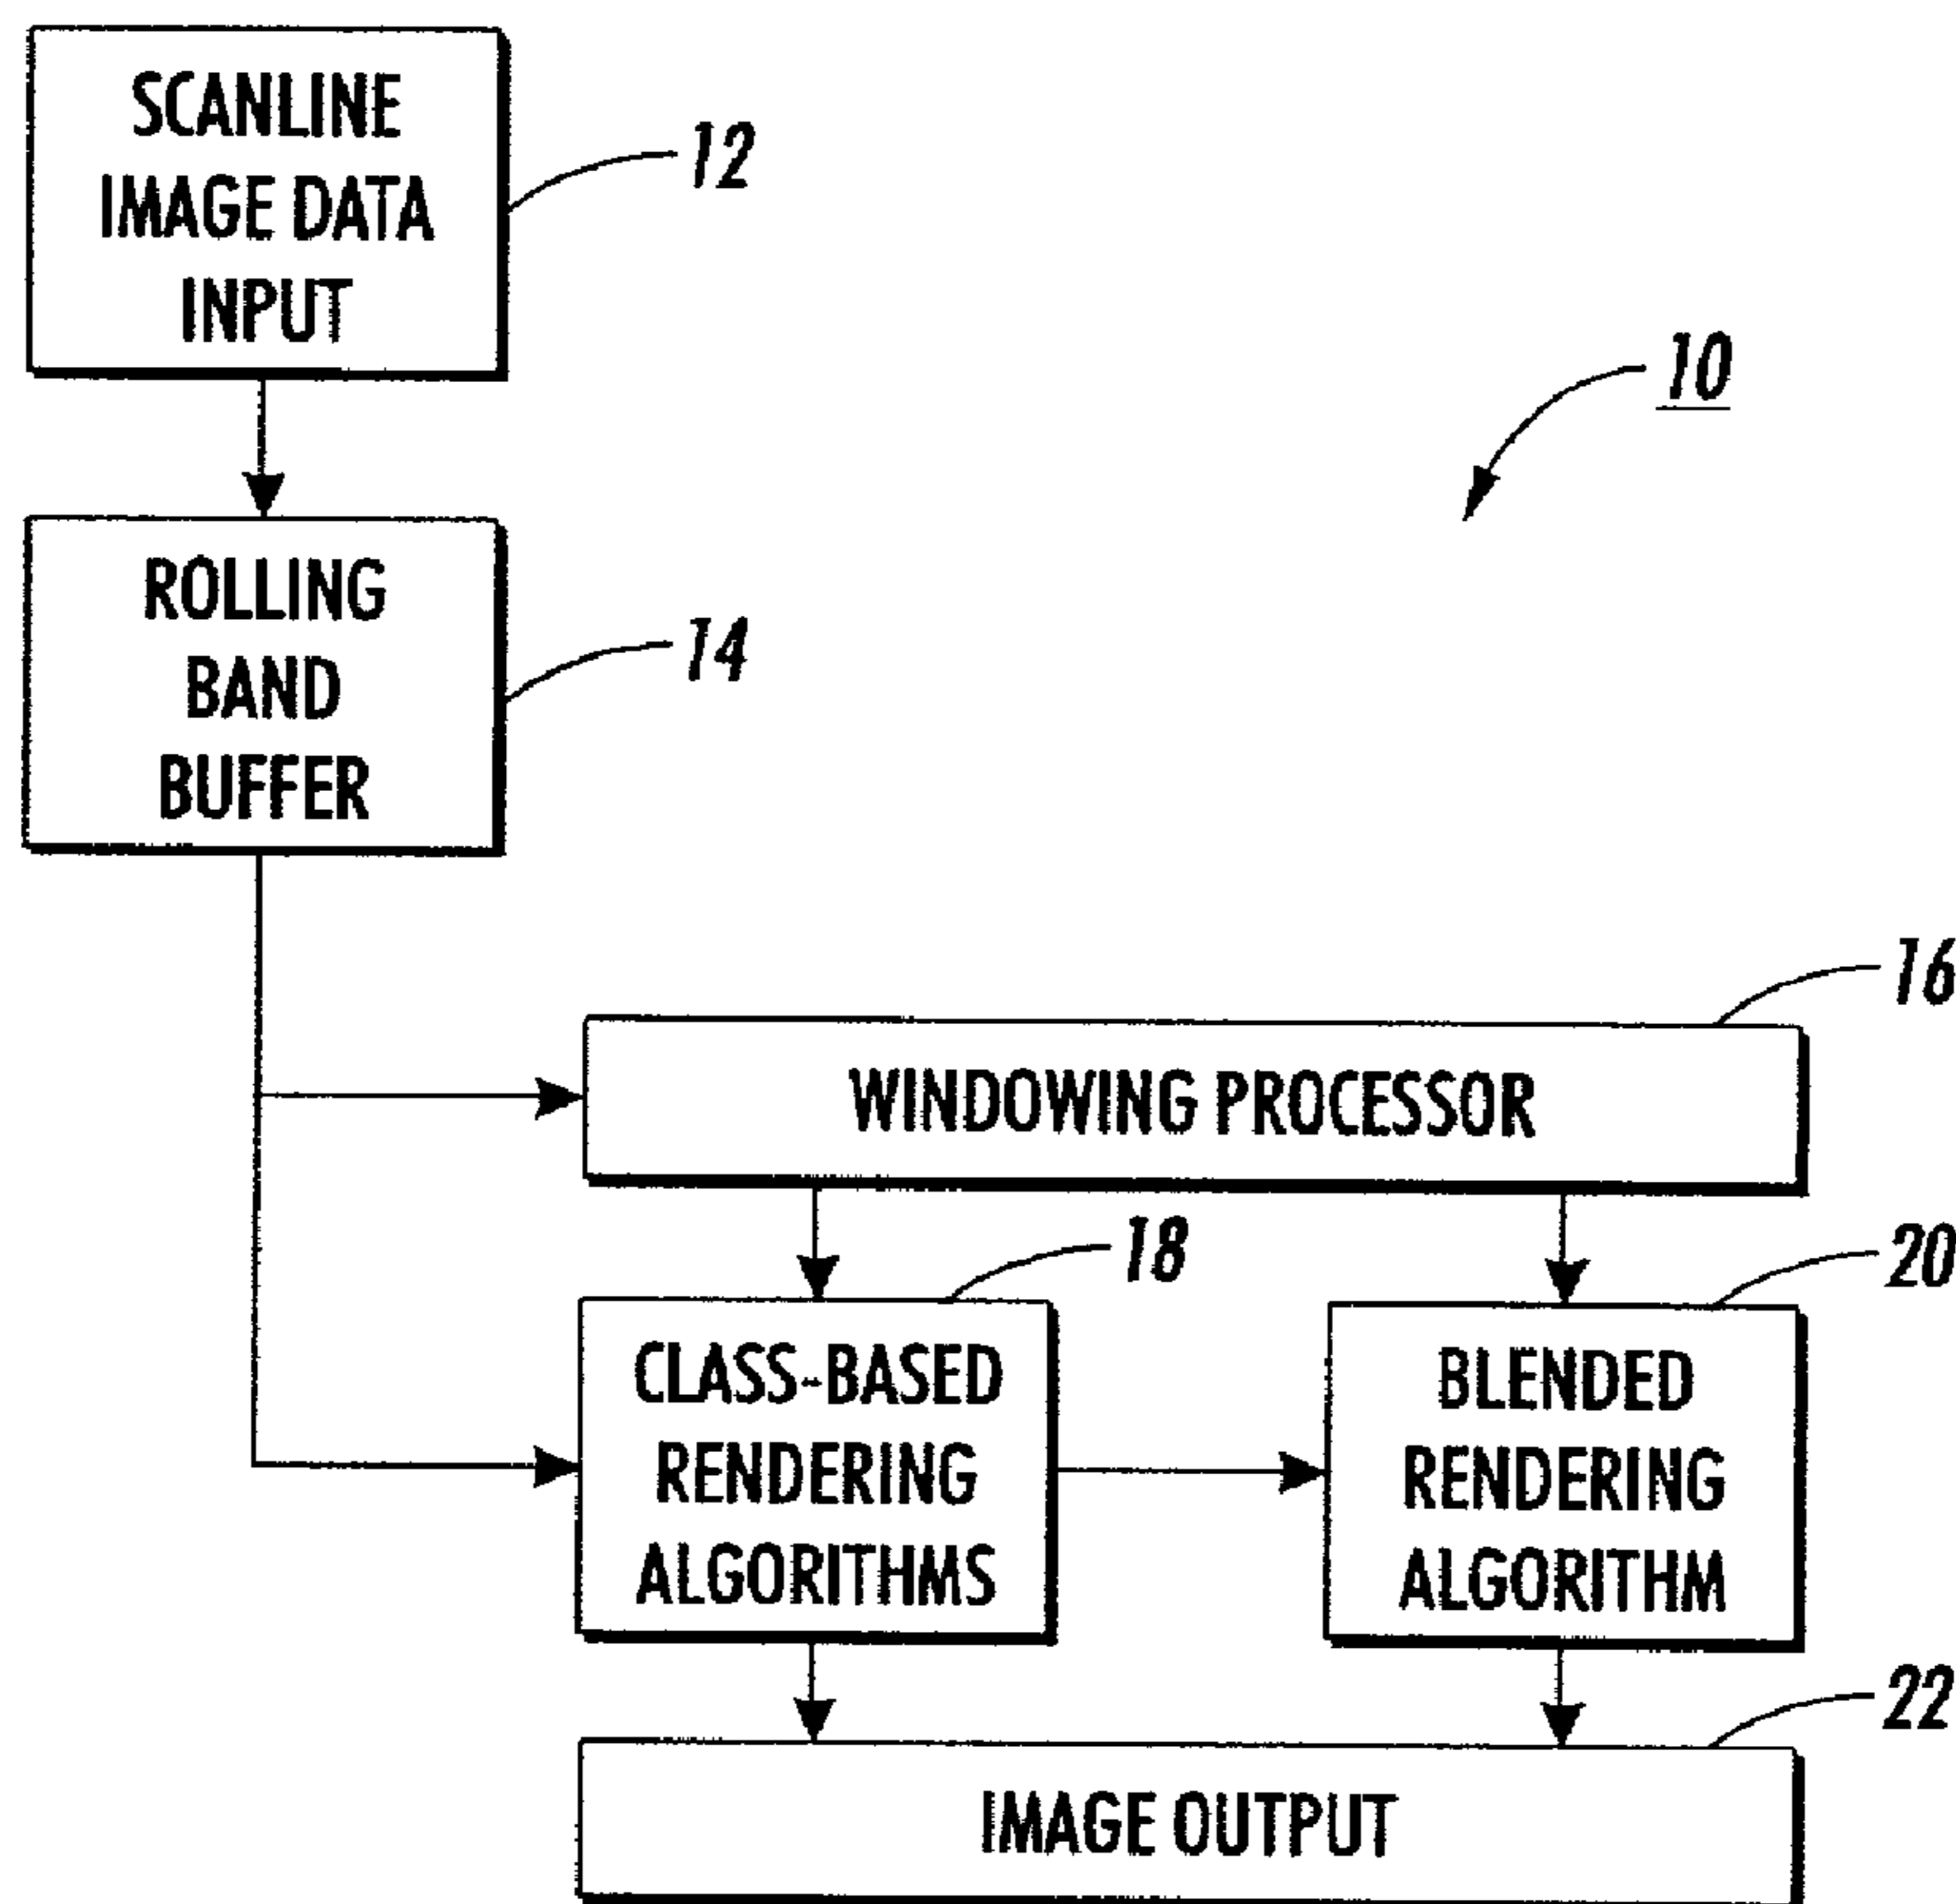 SCANLINE
IMAGE DATA
INPUT
12
10
ROLLING
BAND
BUFFER
14
16
WINDOWING PROCESSOR
18
20
CLASS-BASED
RENDERING
ALGORITHMS
BLENDED
RENDERING
ALGORITHM
22
IMAGE OUTPUT